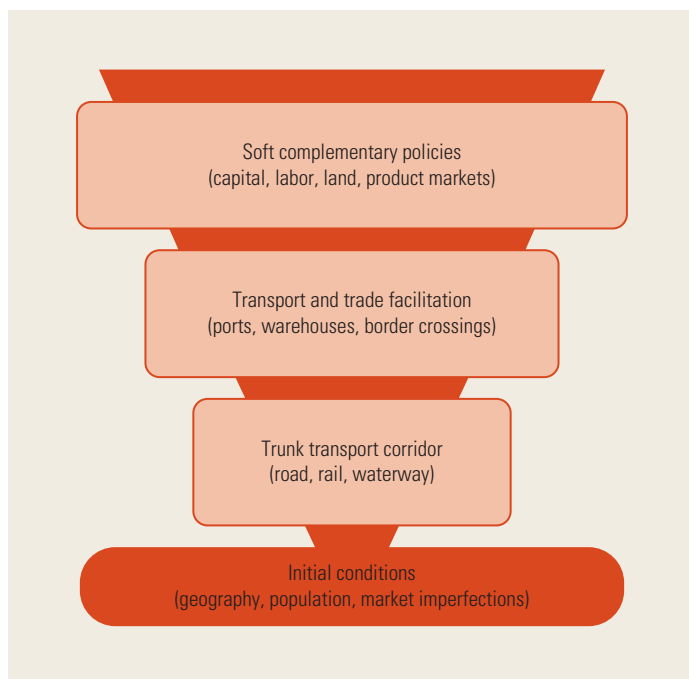 Soft complementary policies
(capital, labor, land, product markets)
Transport and trade facilitation
(ports, warehouses, border crossings)
Trunk transport corridor
(road, rail, waterway)
Initial conditions
(geography, population, market imperfections)